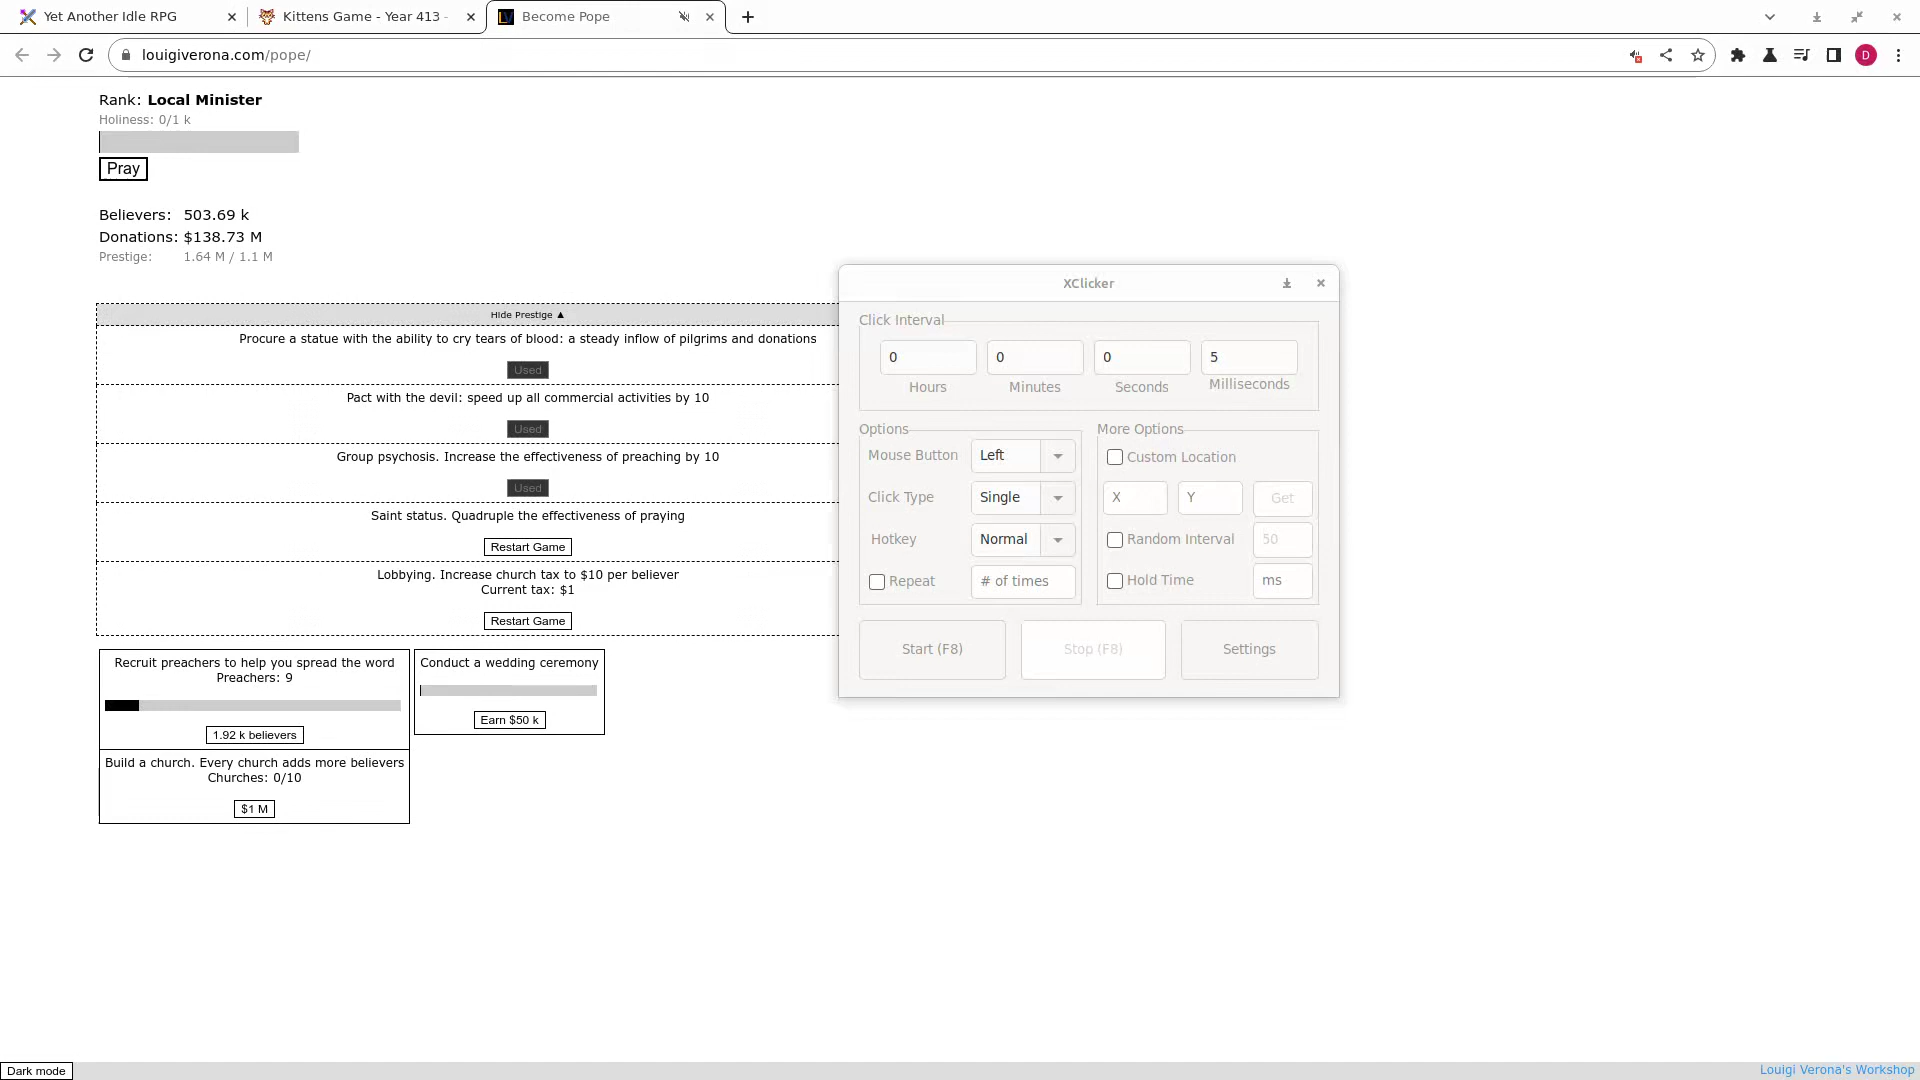 Yet Another Idle RPG
Kittens Game - Year 413 -
Become Pope
louigiverona.com/pope/
D
Rank: Local Minister
Holiness: 0/1 k
Pray
Believers: 503.69 k
Donations: $138.73 M
Prestige: 1.64 M / 1.1 M
Hide Prestige ▲
Procure a statue with the ability to cry tears of blood: a steady inflow of pilgrims and donations
Used
Pact with the devil: speed up all commercial activities by 10
Used
Group psychosis. Increase the effectiveness of preaching by 10
Used
Saint status. Quadruple the effectiveness of praying
Restart Game
Lobbying. Increase church tax to $10 per believer
Current tax: $1
Restart Game
Recruit preachers to help you spread the word
Preachers: 9
1.92 k believers
Build a church. Every church adds more believers
Churches: 0/10
$1 M
Conduct a wedding ceremony
Earn $50 k
XClicker
Click Interval
0 0 0 5
Hours Minutes Seconds Milliseconds
Options
Mouse Button Left
Click Type Single
Hotkey Normal
Repeat # of times
More Options
Custom Location
X Y Get
Random Interval 50
Hold Time ms
Start (F8) Stop (F8) Settings
Dark mode
Louigi Verona's Workshop